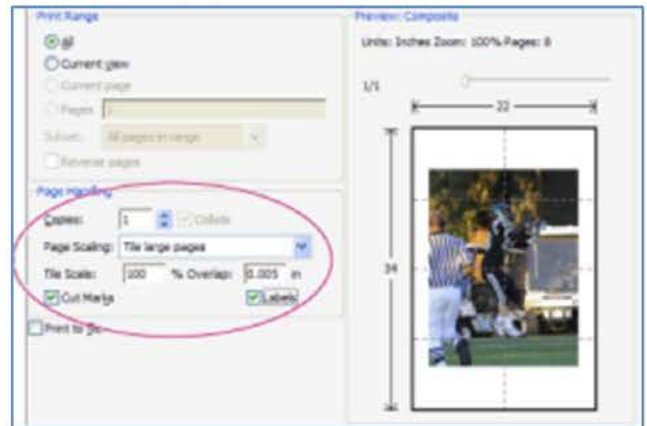 Print Range
All
Current view
Current page
Pages 1
Subset: All pages in range
Reverse pages
Page Handling
Copies: 1 Collate
Page Scaling: Tile large pages
Tile Scale: 100 % Overlap: 0.005 in
Cut Marks Labels
Print to file
Preview: Composite
Units: Inches Zoom: 100% Pages: 8
1/1
22
34